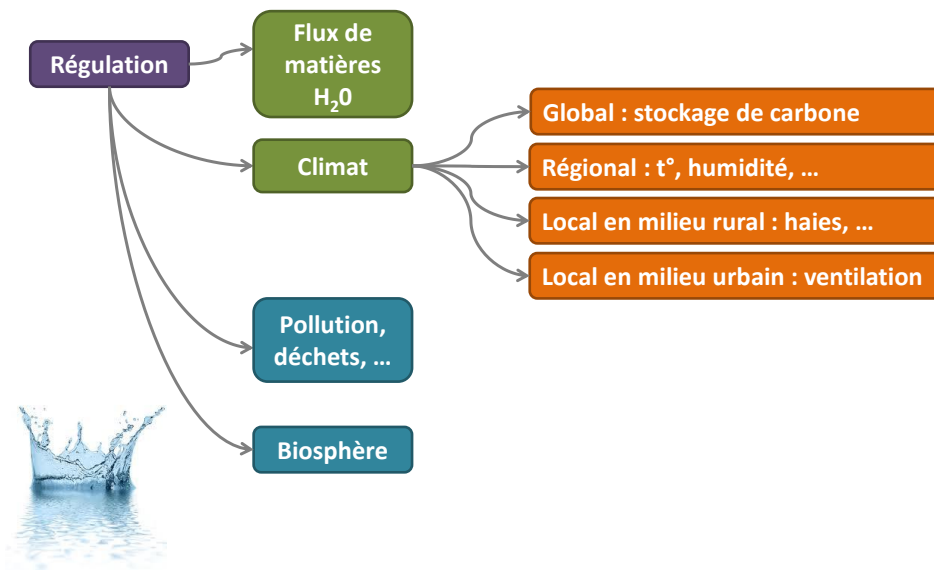 Régulation
Flux de
matières
H₂0
Climat
Global : stockage de carbone
Régional : t°, humidité, ...
Local en milieu rural : haies, ...
Local en milieu urbain : ventilation
Pollution,
déchets, ...
Biosphère